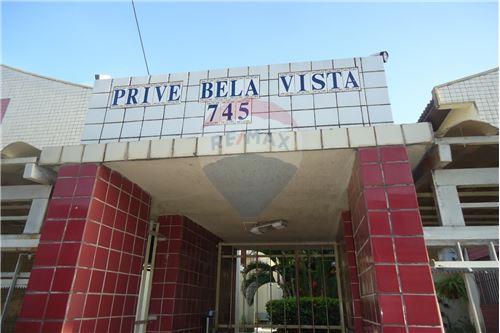 PRIVE BELA VISTA
745
RE/MAX